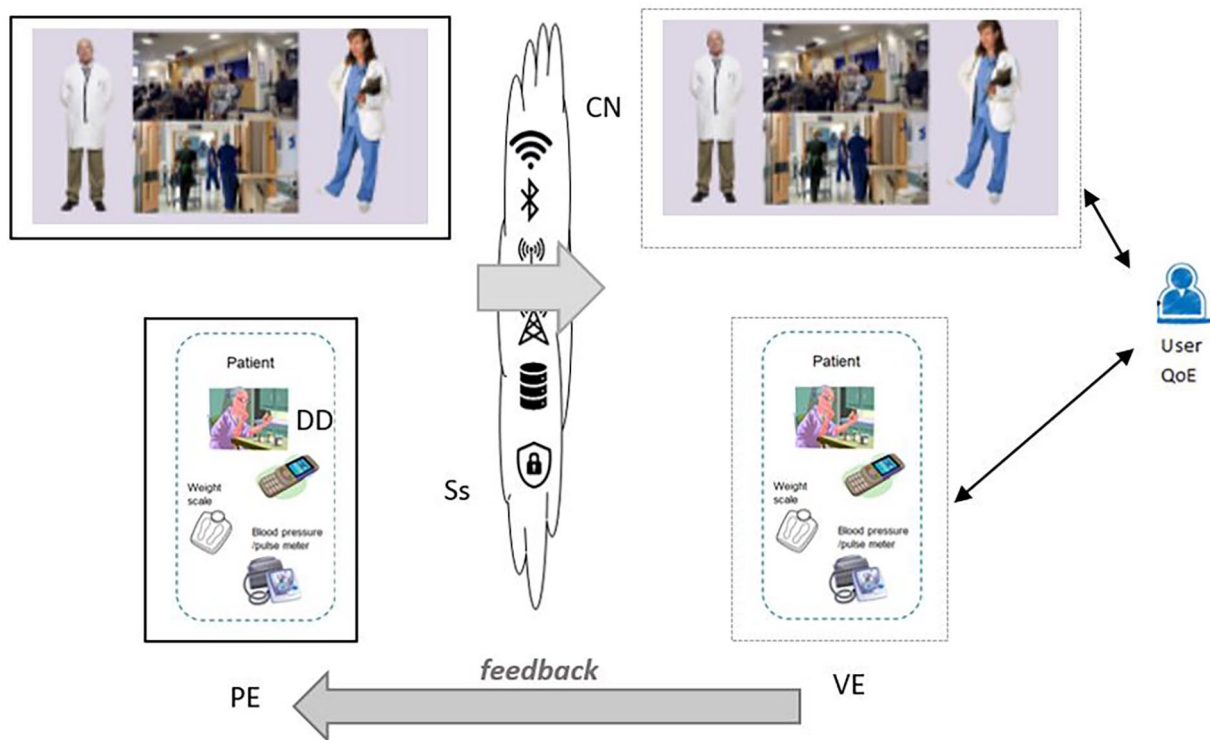 CN
Patient
DD
Weight
scale
Blood pressure
/pulse meter
Ss
Patient
Weight
scale
Blood pressure
/pulse meter
User
QoE
feedback
PE
VE